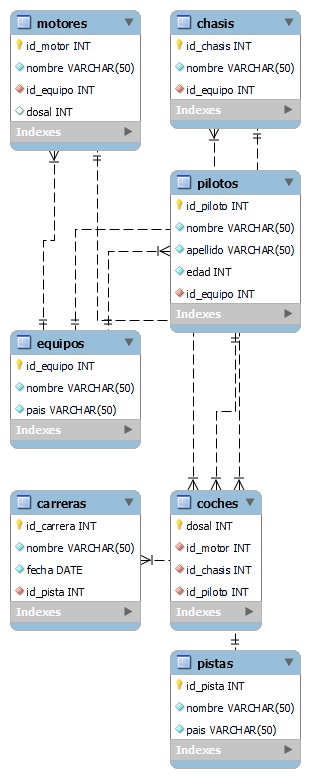 motores
id_motor INT
nombre VARCHAR(50)
id_equipo INT
dosal INT
Indexes
chasis
id_chasis INT
nombre VARCHAR(50)
id_equipo INT
Indexes
pilotos
id_piloto INT
nombre VARCHAR(50)
apellido VARCHAR(50)
edad INT
id_equipo INT
Indexes
equipos
id_equipo INT
nombre VARCHAR(50)
pais VARCHAR(50)
Indexes
carreras
id_carrera INT
nombre VARCHAR(50)
fecha DATE
id_pista INT
Indexes
coches
dosal INT
id_motor INT
id_chasis INT
id_piloto INT
Indexes
pistas
id_pista INT
nombre VARCHAR(50)
pais VARCHAR(50)
Indexes